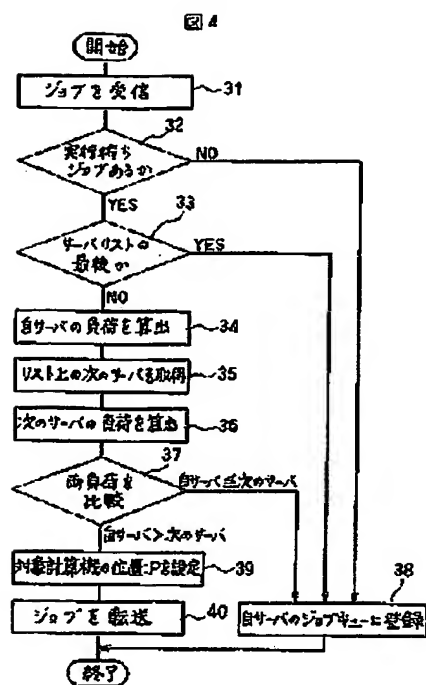 図4
開始
ジョブを受信
31
32
実行待ち
ジョブあるか
NO
YES
33
サーバリストの
最後か
YES
NO
自サーバの負荷を算出
34
リスト上の次のサーバを取得
35
次のサーバの負荷を算出
36
37
両負荷を
比較
自サーバ≦次のサーバ
自サーバ>次のサーバ
対象計算機の位置:Pを設定
39
38
ジョブを転送
40
自サーバのジョブキューに登録
終了